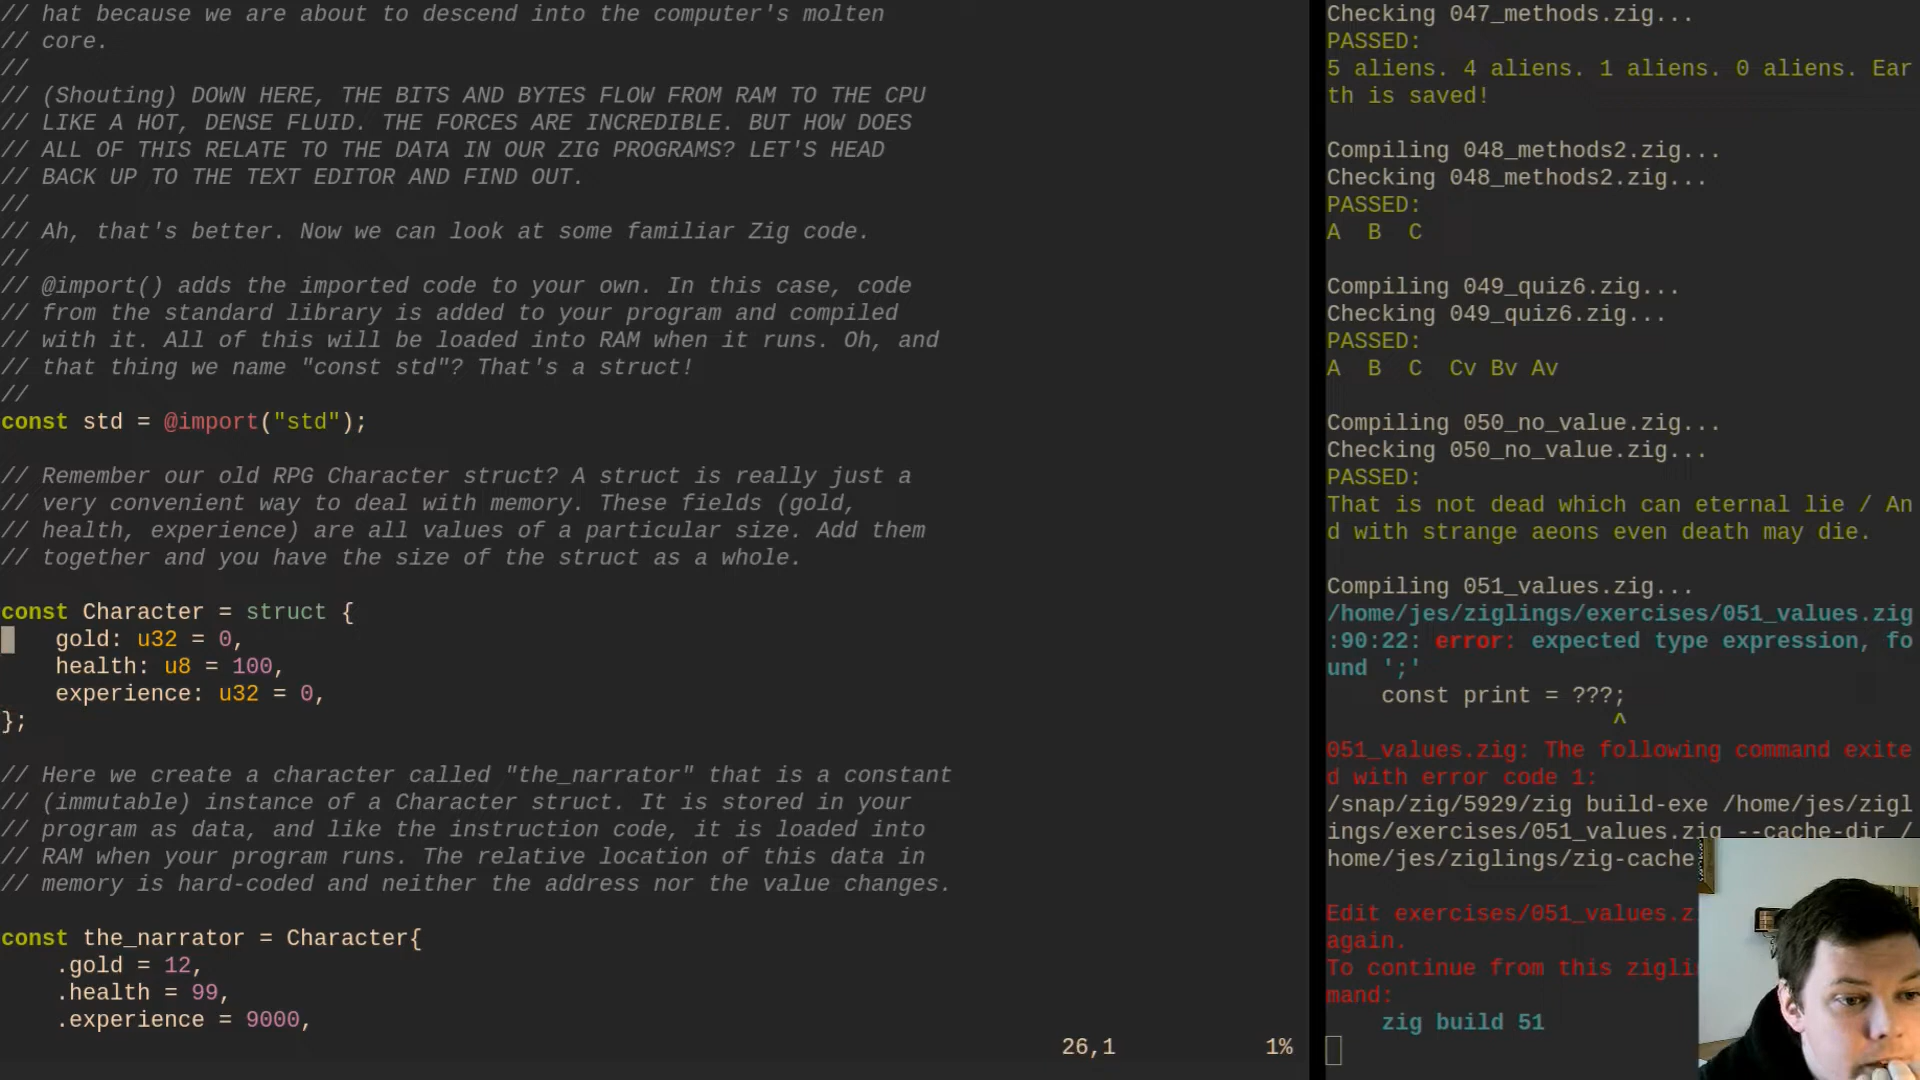 // hat because we are about to descend into the computer's molten
// core.
//
// (Shouting) DOWN HERE, THE BITS AND BYTES FLOW FROM RAM TO THE CPU
// LIKE A HOT, DENSE FLUID. THE FORCES ARE INCREDIBLE. BUT HOW DOES
// ALL OF THIS RELATE TO THE DATA IN OUR ZIG PROGRAMS? LET'S HEAD
// BACK UP TO THE TEXT EDITOR AND FIND OUT.
//
// Ah, that's better. Now we can look at some familiar Zig code.
//
// @import() adds the imported code to your own. In this case, code
// from the standard library is added to your program and compiled
// with it. All of this will be loaded into RAM when it runs. Oh, and
// that thing we name "const std"? That's a struct!
//
const std = @import("std");

// Remember our old RPG Character struct? A struct is really just a
// very convenient way to deal with memory. These fields (gold,
// health, experience) are all values of a particular size. Add them
// together and you have the size of the struct as a whole.

const Character = struct {
    gold: u32 = 0,
    health: u8 = 100,
    experience: u32 = 0,
};

// Here we create a character called "the_narrator" that is a constant
// (immutable) instance of a Character struct. It is stored in your
// program as data, and like the instruction code, it is loaded into
// RAM when your program runs. The relative location of this data in
// memory is hard-coded and neither the address nor the value changes.

const the_narrator = Character{
    .gold = 12,
    .health = 99,
    .experience = 9000,
26,1 1%
Checking 047_methods.zig...
PASSED:
5 aliens. 4 aliens. 1 aliens. 0 aliens. Ear
th is saved!

Compiling 048_methods2.zig...
Checking 048_methods2.zig...
PASSED:
A  B  C

Compiling 049_quiz6.zig...
Checking 049_quiz6.zig...
PASSED:
A  B  C  Cv Bv Av

Compiling 050_no_value.zig...
Checking 050_no_value.zig...
PASSED:
That is not dead which can eternal lie / An
d with strange aeons even death may die.

Compiling 051_values.zig...
/home/jes/ziglings/exercises/051_values.zig
:90:22: error: expected type expression, fo
und ';'
    const print = ???;
                     ^
051_values.zig: The following command exite
d with error code 1:
/snap/zig/5929/zig build-exe /home/jes/zigl
ings/exercises/051_values.zig --cache-dir /
home/jes/ziglings/zig-cache

Edit exercises/051_values.z
again.
To continue from this zigli
mand:
    zig build 51